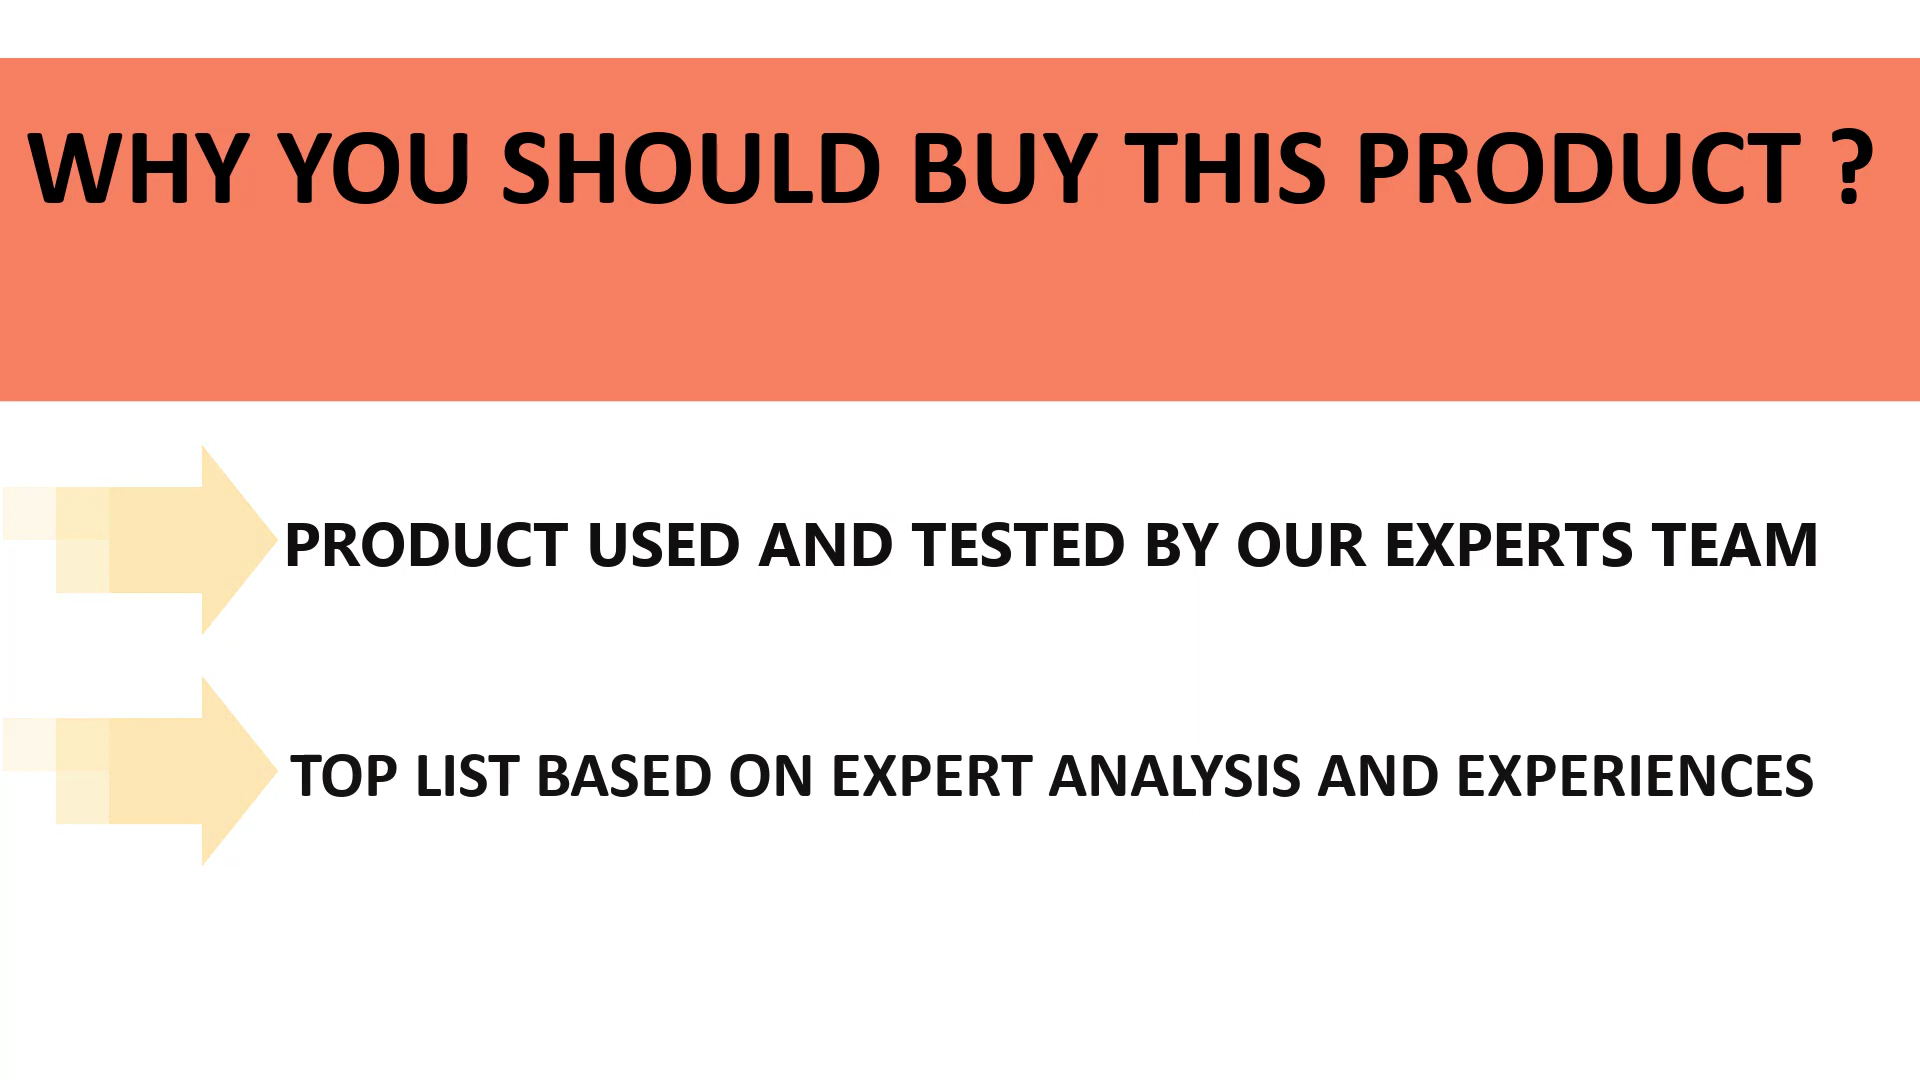 WHY YOU SHOULD BUY THIS PRODUCT ?
PRODUCT USED AND TESTED BY OUR EXPERTS TEAM
TOP LIST BASED ON EXPERT ANALYSIS AND EXPERIENCES